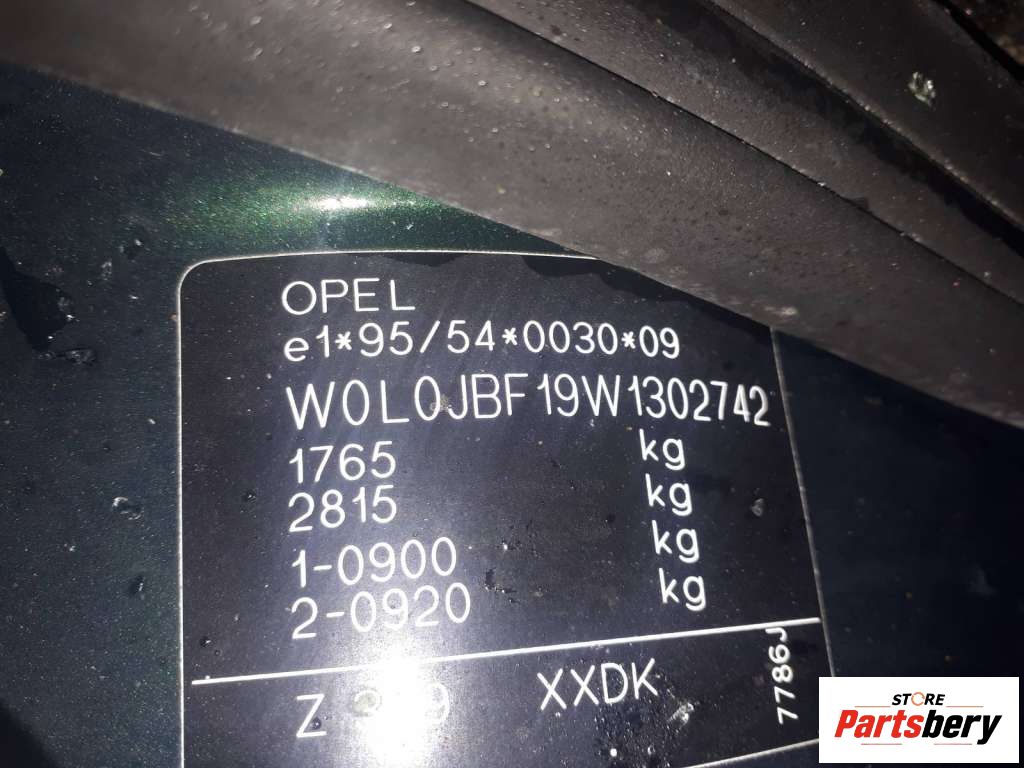 OPEL
e1*95/54*0030*09
W0L0JBF19W1302742
1765 kg
2815 kg
1-0900 kg
2-0920 kg
Z XXDK
7786J
STORE
Partsbery